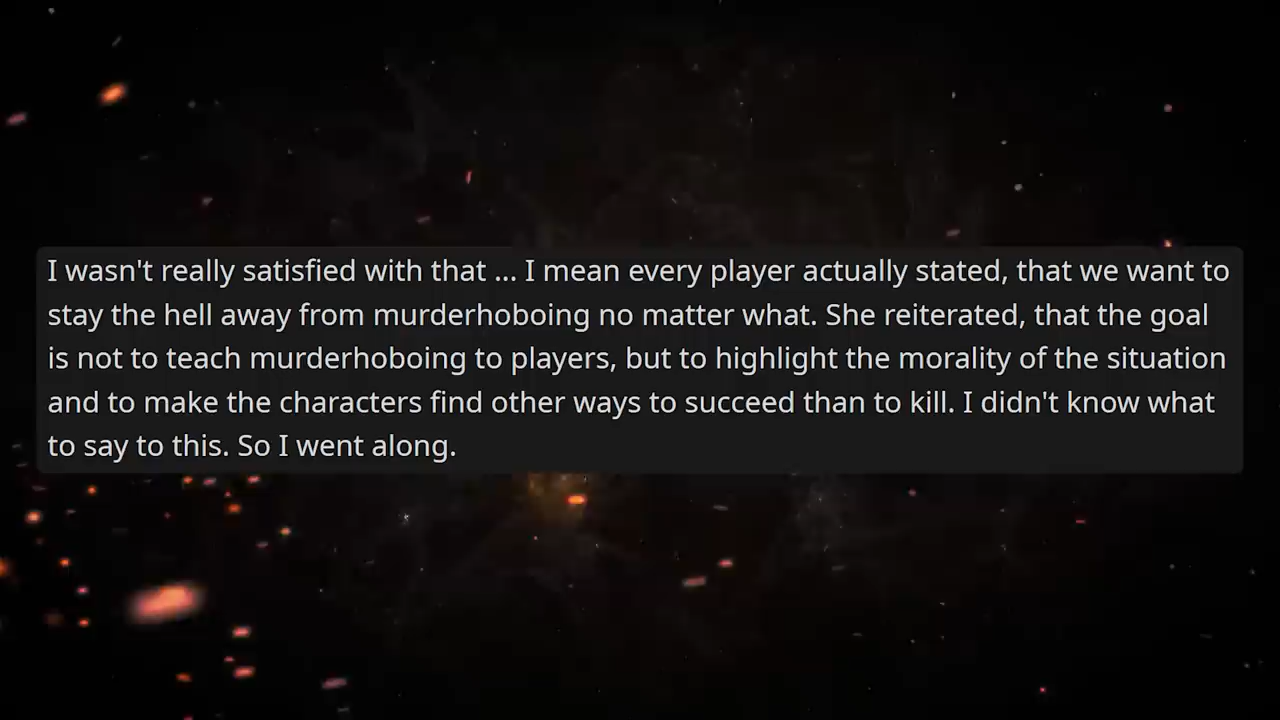 I wasn't really satisfied with that ... I mean every player actually stated, that we want to
stay the hell away from murderhoboing no matter what. She reiterated, that the goal
is not to teach murderhoboing to players, but to highlight the morality of the situation
and to make the characters find other ways to succeed than to kill. I didn't know what
to say to this. So I went along.